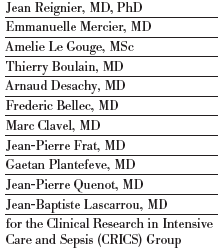 Jean Reignier, MD, PhD
Emmanuelle Mercier, MD
Amelie Le Gouge, MSc
Thierry Boulain, MD
Arnaud Desachy, MD
Frederic Bellec, MD
Marc Clavel, MD
Jean-Pierre Frat, MD
Gaetan Plantefeve, MD
Jean-Pierre Quenot, MD
Jean-Baptiste Lascarrou, MD
for the Clinical Research in Intensive
Care and Sepsis (CRICS) Group